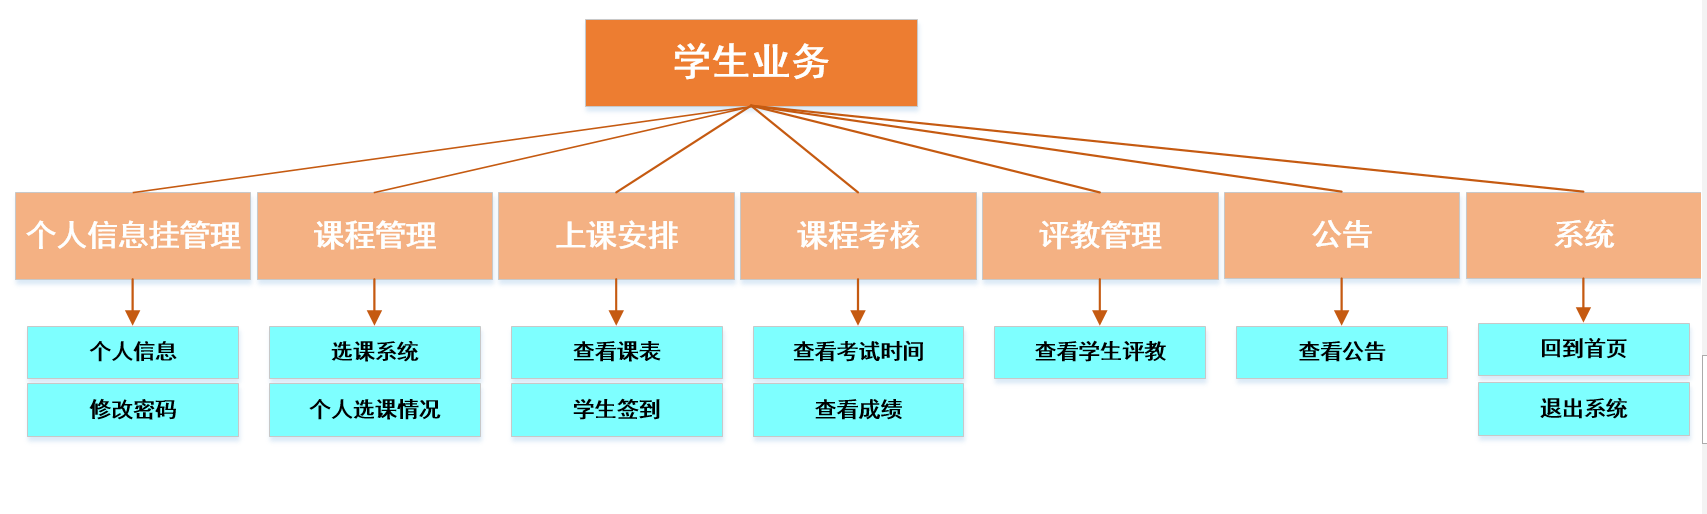 学生业务
个人信息挂管理
课程管理
上课安排
课程考核
评教管理
公告
系统
个人信息
选课系统
查看课表
查看考试时间
查看学生评教
查看公告
回到首页
修改密码
个人选课情况
学生签到
查看成绩
退出系统